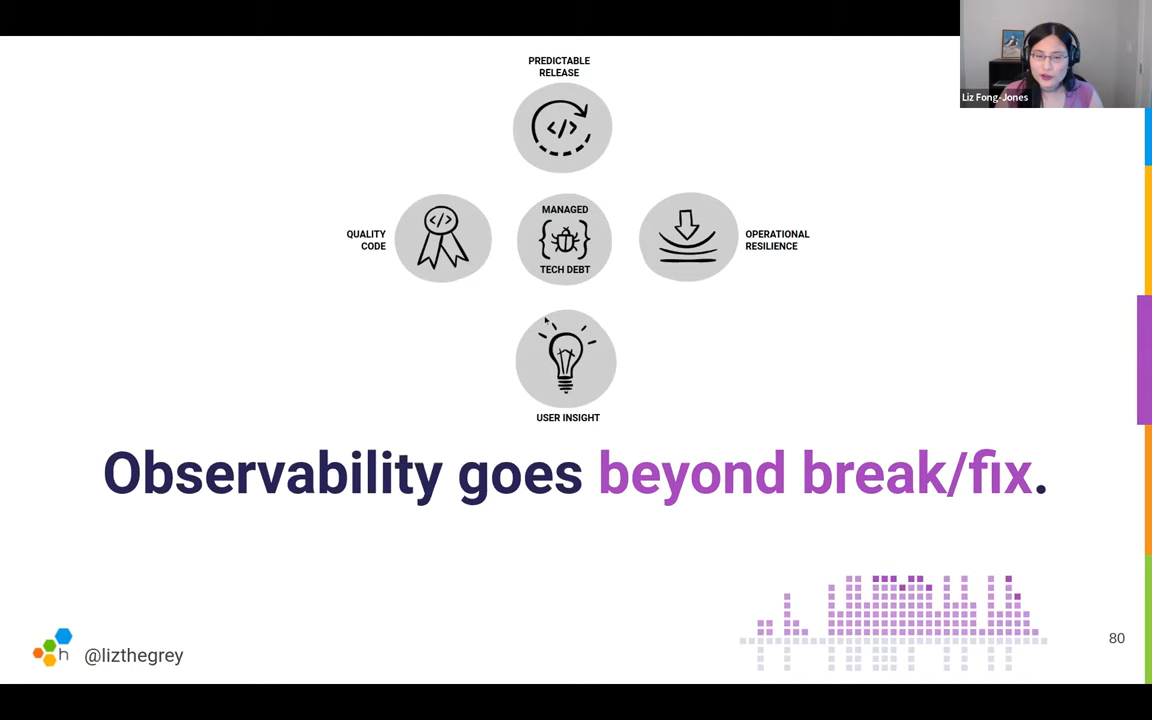 Liz Fong-Jones
PREDICTABLE
RELEASE
</>
QUALITY
CODE
</>
MANAGED
{ }
TECH DEBT
OPERATIONAL
RESILIENCE
USER INSIGHT
Observability goes beyond break/fix.
h
@lizthegrey
80